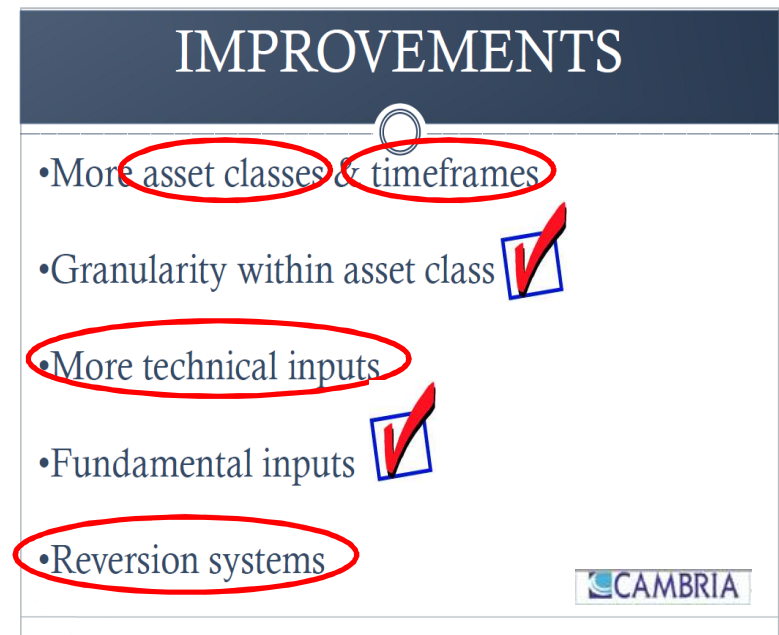 IMPROVEMENTS
•More asset classes & timeframes
•Granularity within asset class
•More technical inputs
•Fundamental inputs
•Reversion systems
CAMBRIA